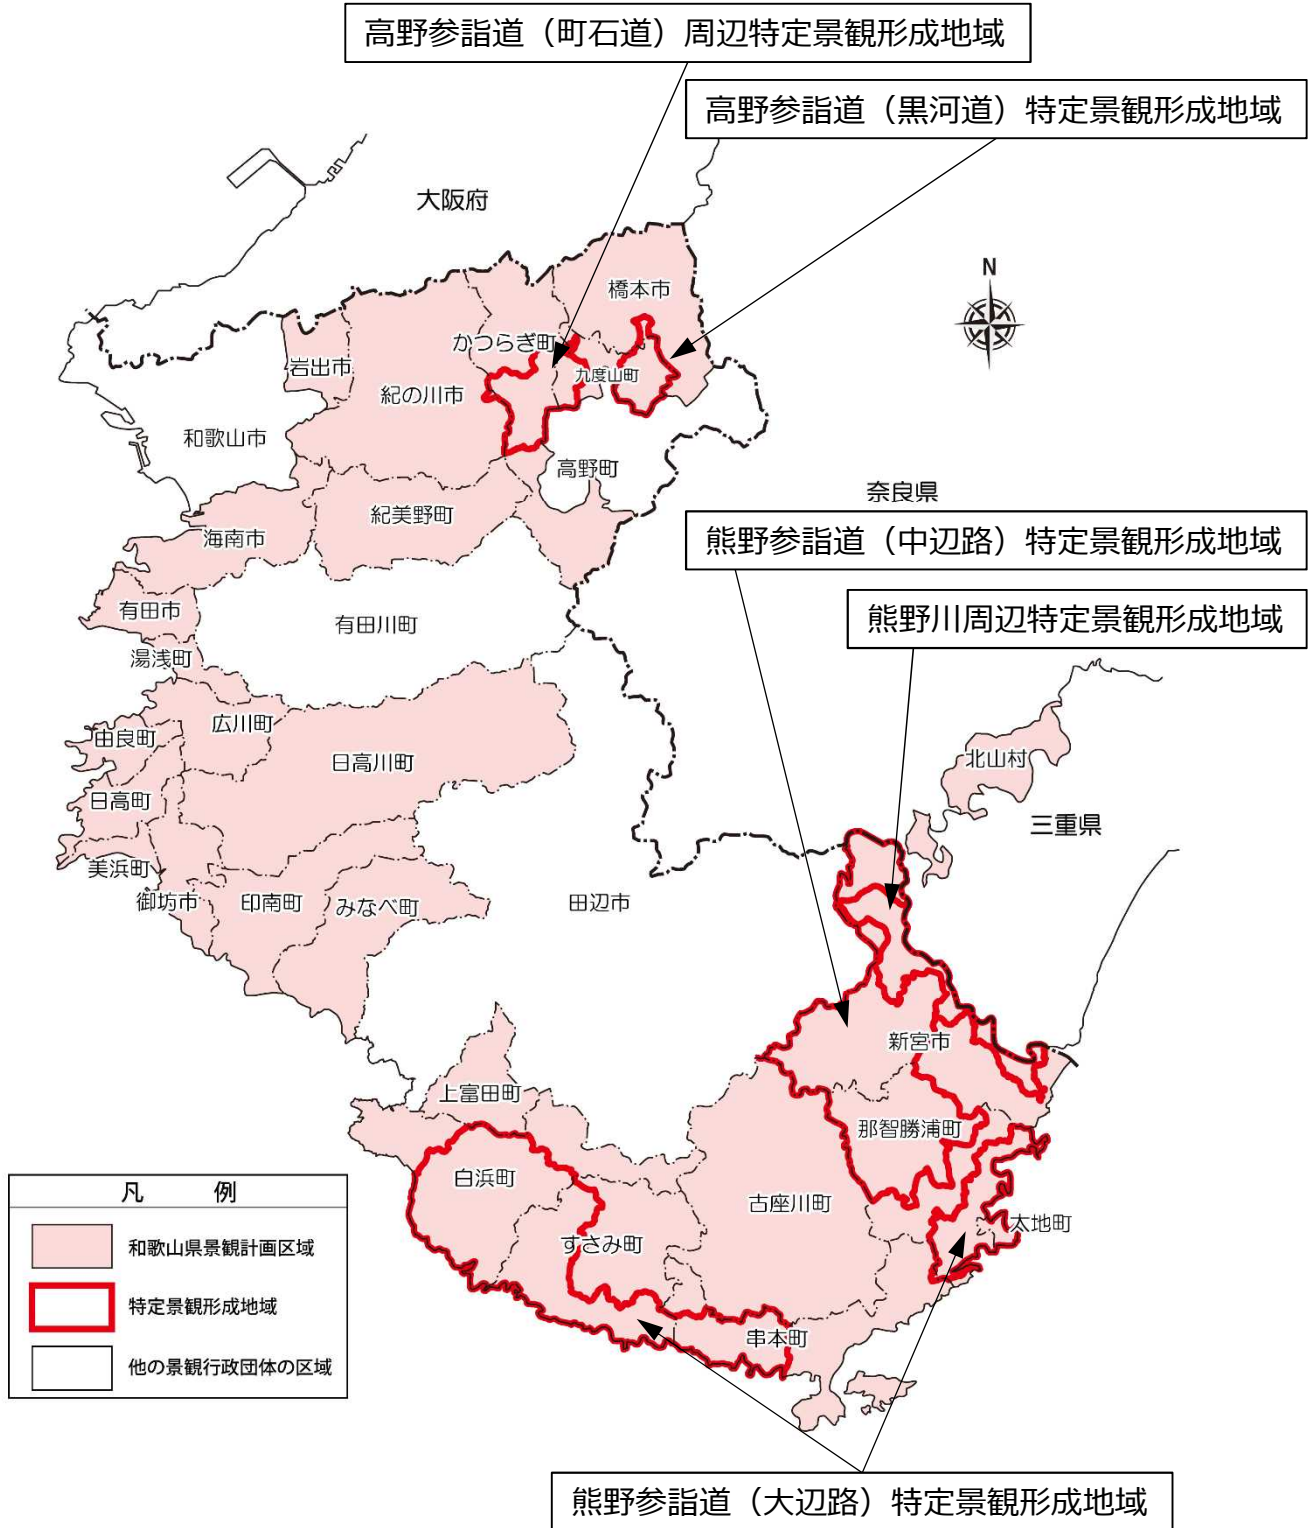 高野参詣道（町石道）周辺特定景観形成地域
高野参詣道（黒河道）特定景観形成地域
大阪府
N
橋本市
かつらぎ町
岩出市
九度山町
紀の川市
和歌山市
高野町
奈良県
紀美野町
海南市
熊野参詣道（中辺路）特定景観形成地域
有田市
有田川町
熊野川周辺特定景観形成地域
湯浅町
広川町
由良町
北山村
日高川町
日高町
三重県
美浜町
御坊市
印南町
みなべ町
田辺市
新宮市
上富田町
那智勝浦町
白浜町
古座川町
太地町
すさみ町
串本町
凡　例
和歌山県景観計画区域
特定景観形成地域
他の景観行政団体の区域
熊野参詣道（大辺路）特定景観形成地域